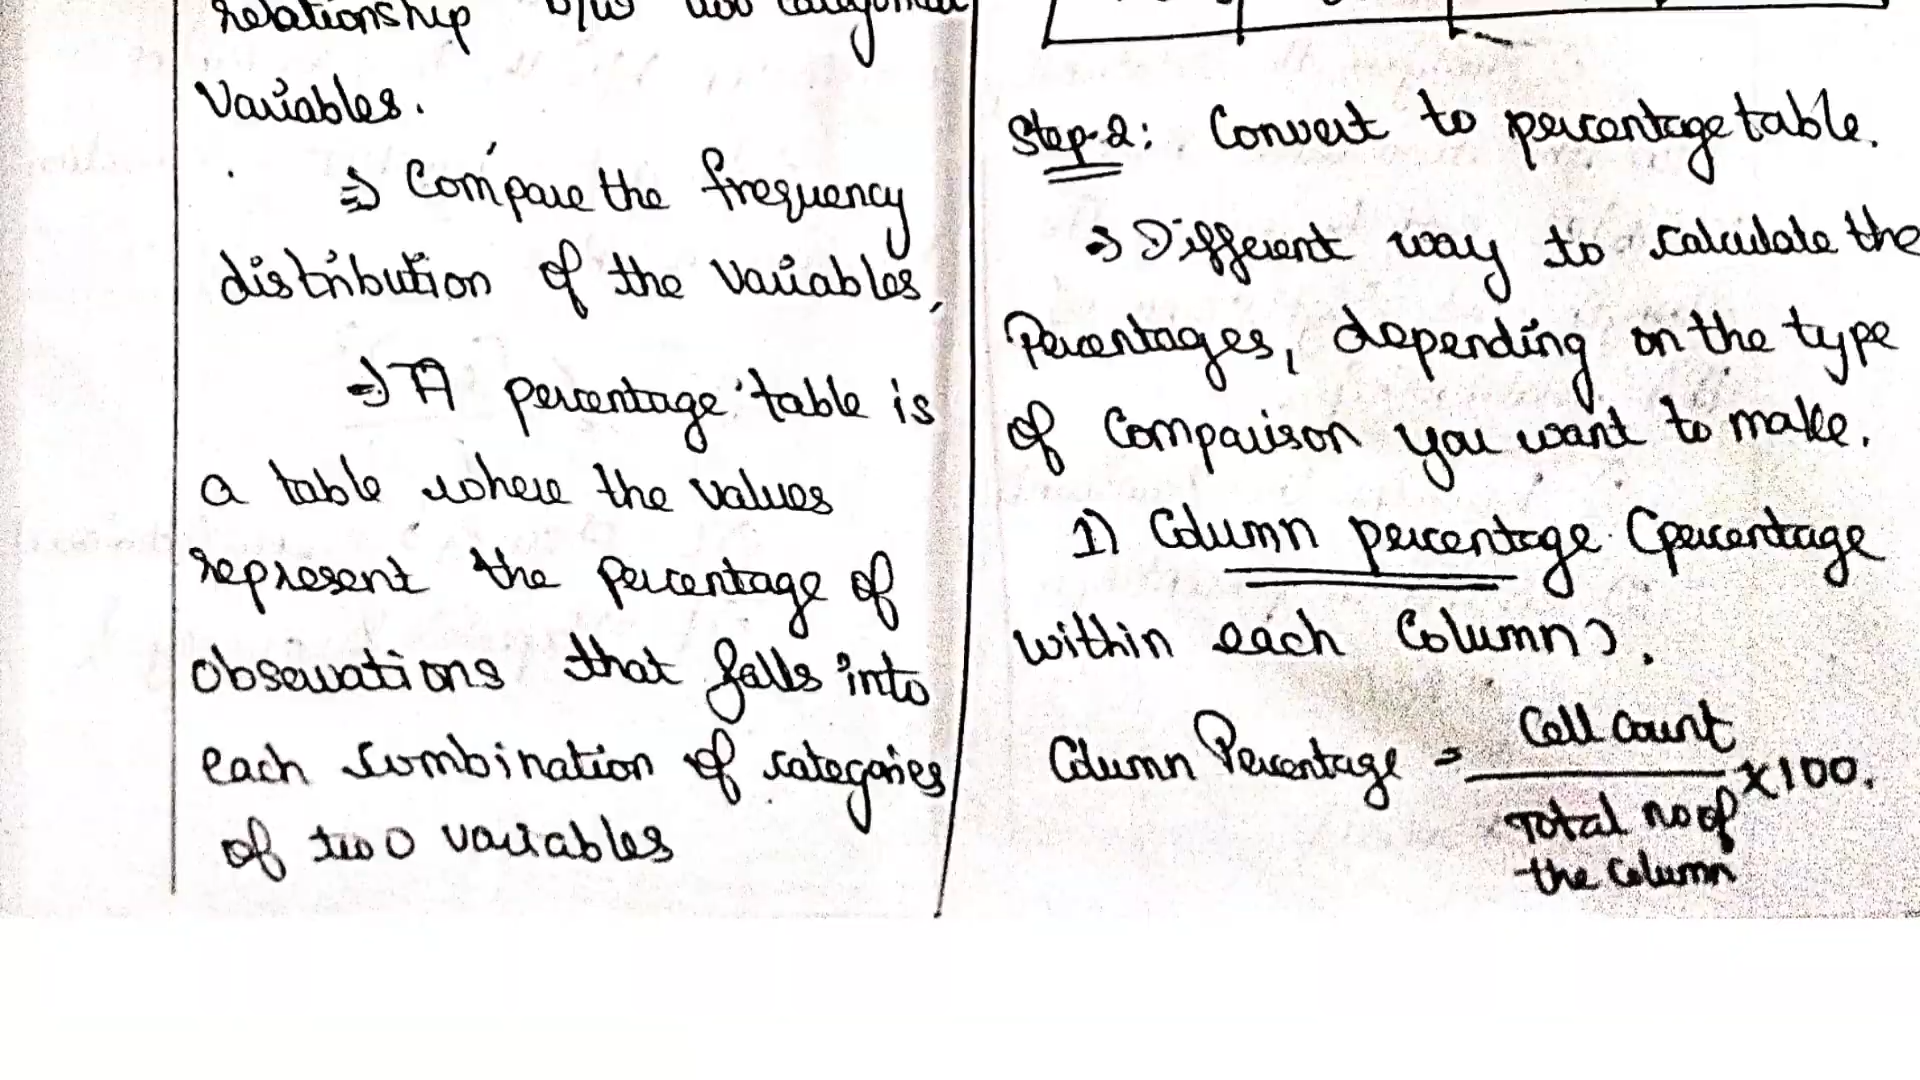 relationship b/w two categorical
Variables.
⇒ Compare the frequency
distribution of the variables,
⇒ A percentage table is
a table where the values
represent the percentage of
observations that falls into
each combination of categories
of two variables
Step-2: Convert to percentage table.
⇒ Different way to calculate the
Percentages, depending on the type
of Comparison you want to make.
1) Column percentage (percentage
within each Column).
Column Percentage = Cell Count × 100.
Total no of
the Column